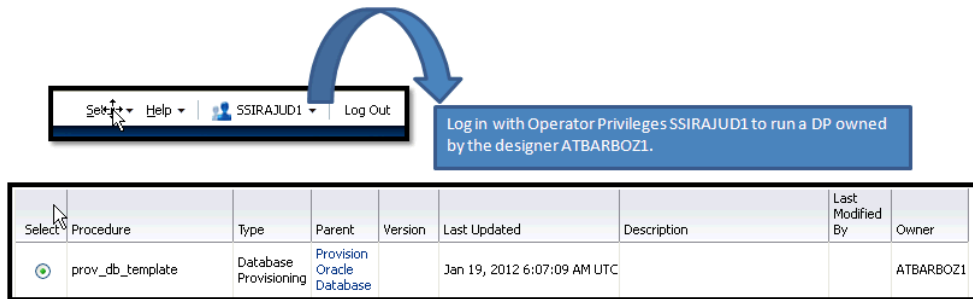 Setup Help SSIRAJUD1 Log Out
Log in with Operator Privileges SSIRAJUD1 to run a DP owned
by the designer ATBARBOZ1.
Select Procedure Type Parent Version Last Updated Description Last Modified By Owner
prov_db_template Database Provisioning Provision Oracle Database Jan 19, 2012 6:07:09 AM UTC ATBARBOZ1